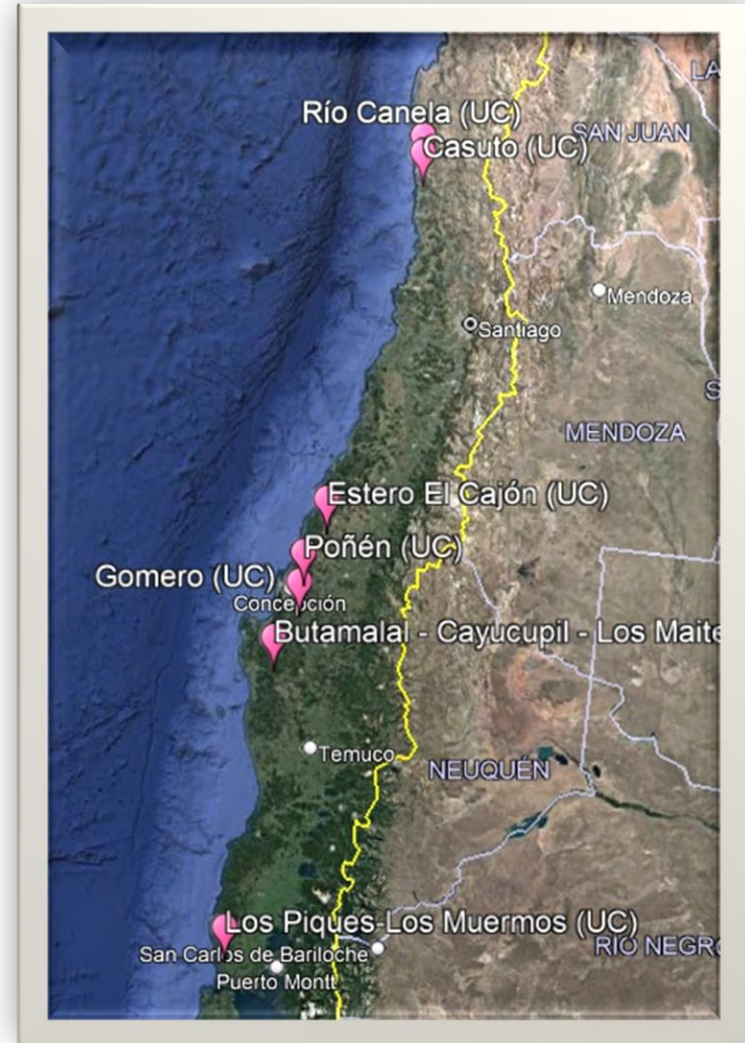 LA
Río Canela (UC)
SAN JUAN
Casuto (UC)
Mendoza
Santiago
S
MENDOZA
Estero El Cajón (UC)
Poñén (UC)
Gomero (UC)
Concepción
Butamalal - Cayucupil - Los Maite
Temuco
NEUQUÉN
Los Piques-Los Muermos (UC)
RÍO NEGR
San Carlos de Bariloche
Puerto Montt